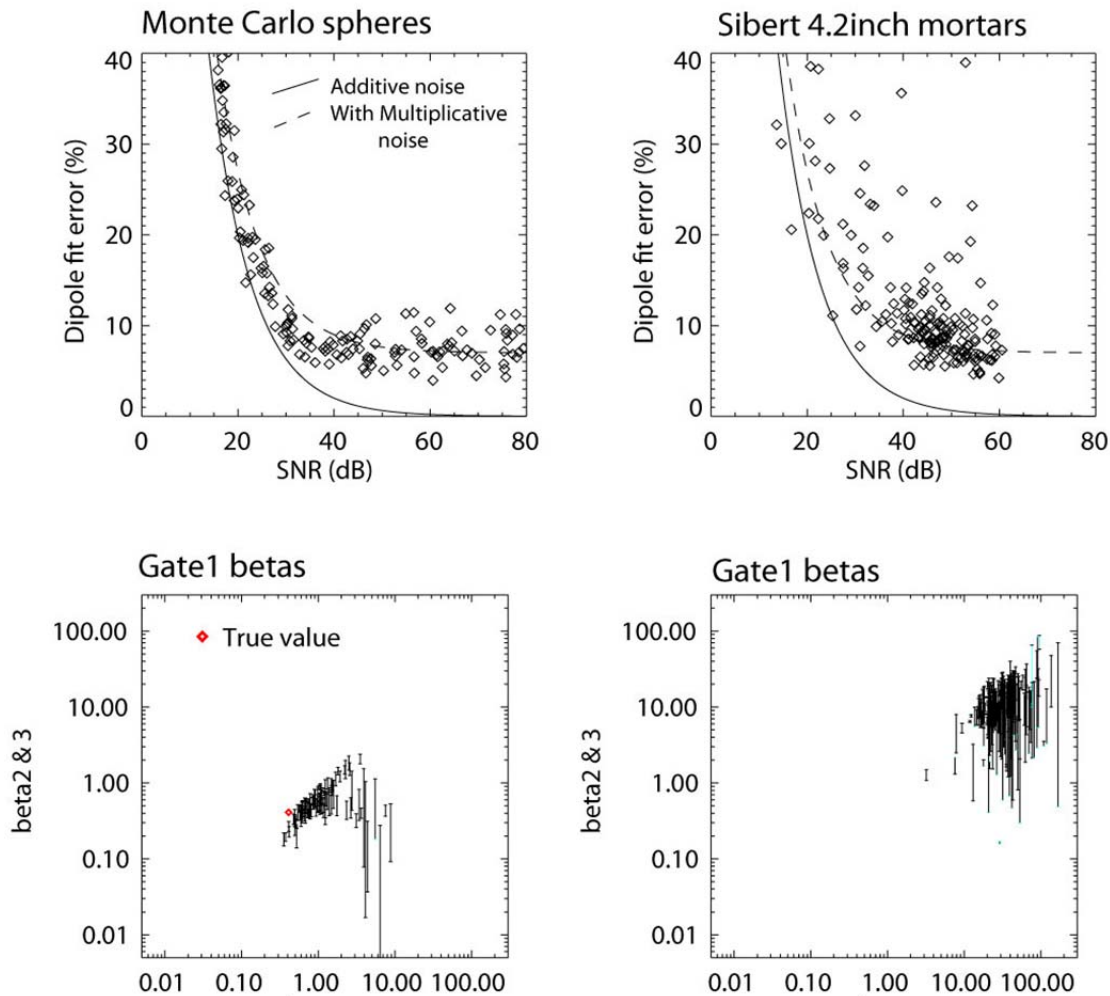 Monte Carlo spheres
Sibert 4.2inch mortars
40
30
20
10
0
Dipole fit error (%)
Additive noise
With Multiplicative
noise
0 20 40 60 80
SNR (dB)
40
30
20
10
0
Dipole fit error (%)
0 20 40 60 80
SNR (dB)
Gate1 betas
True value
100.00
10.00
1.00
0.10
0.01
beta2 & 3
0.01 0.10 1.00 10.00 100.00
Gate1 betas
100.00
10.00
1.00
0.10
0.01
beta2 & 3
0.01 0.10 1.00 10.00 100.00